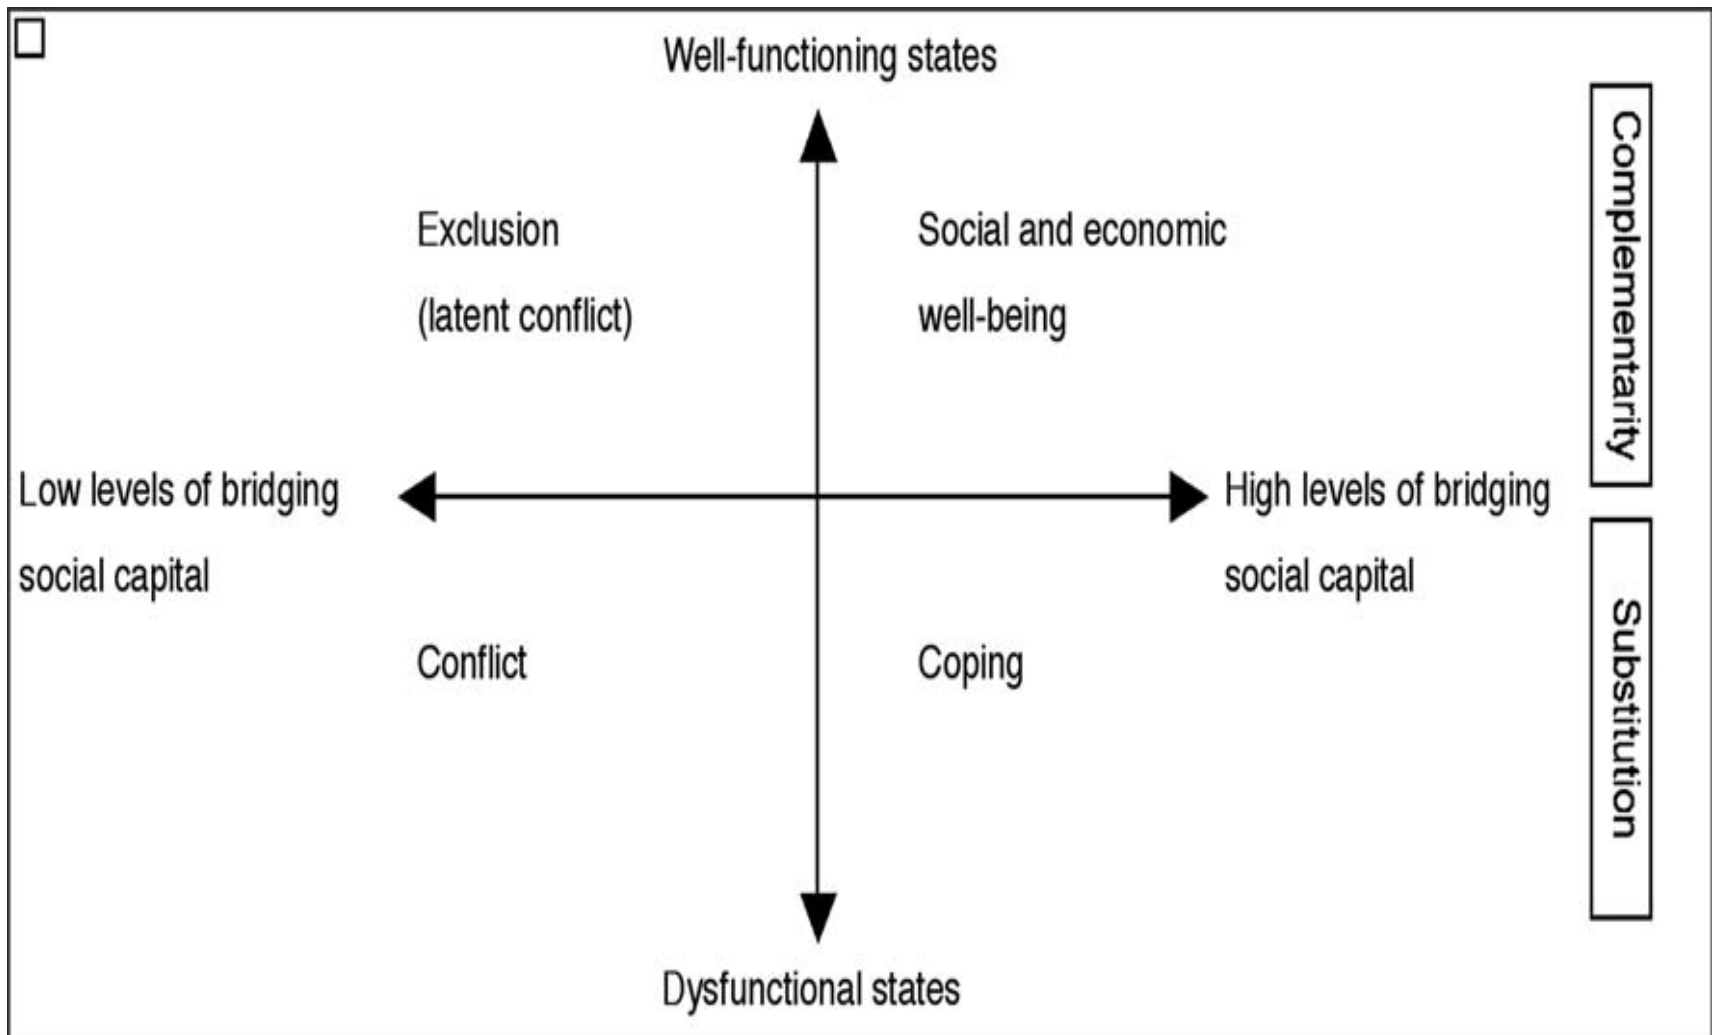 Well-functioning states
Exclusion
(latent conflict)
Social and economic
well-being
Complementarity
Low levels of bridging
social capital
High levels of bridging
social capital
Conflict
Coping
Substitution
Dysfunctional states